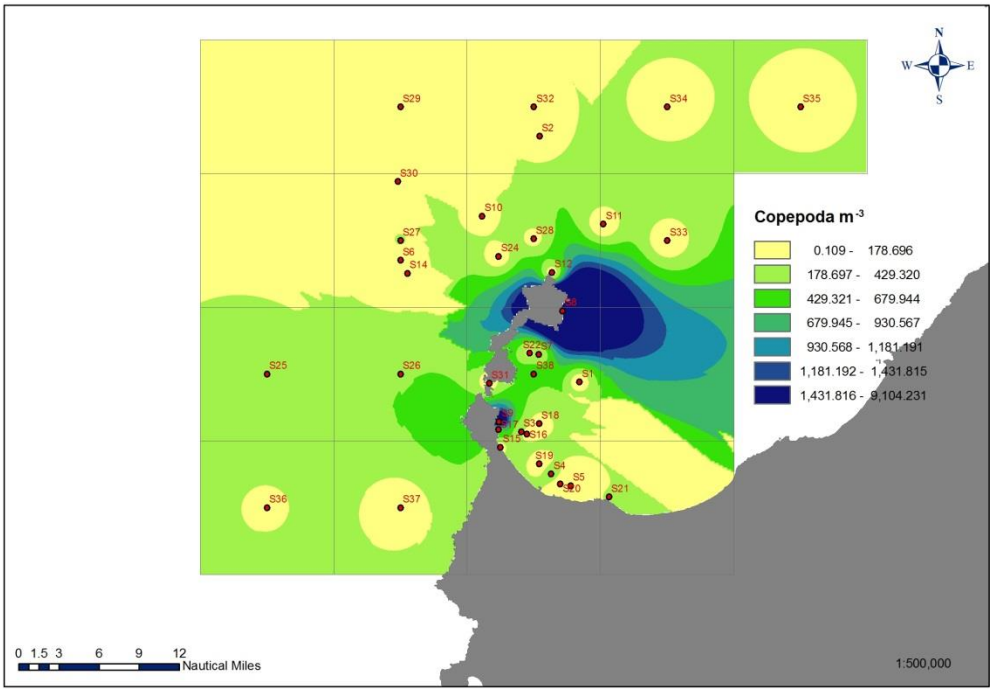 N
W E
S
S29
S32
S34
S35
S2
S30
S10
S11
S27
S28
S33
S6
S24
S14
S12
S8
Copepoda m-3
0.109 - 178.696
178.697 - 429.320
429.321 - 679.944
679.945 - 930.567
930.568 - 1,181.191
1,181.192 - 1,431.815
1,431.816 - 9,104.231
S22 S7
S25
S26
S38
S31
S1
S9
S17
S3
S18
S16
S15
S19
S4
S5
S20
S21
S36
S37
0 1.5 3 6 9 12
Nautical Miles
1:500,000